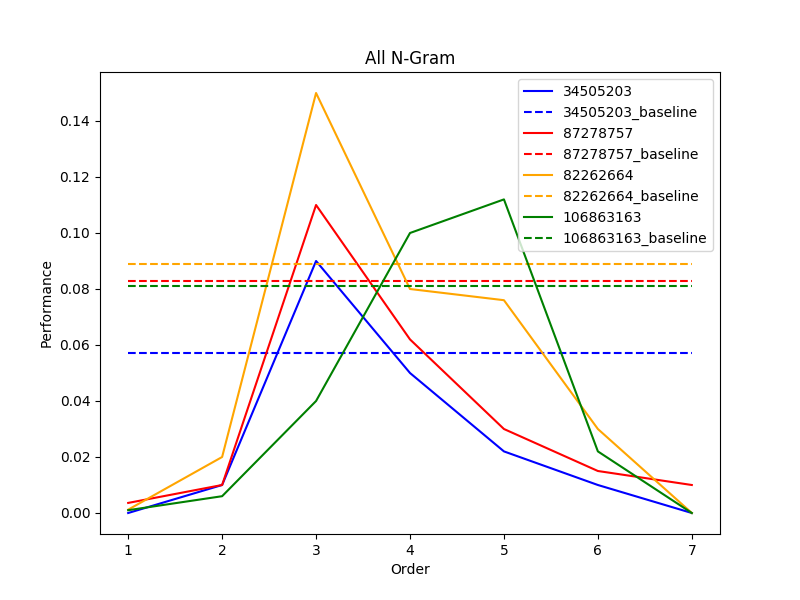 All N-Gram
34505203
34505203_baseline
87278757
87278757_baseline
82262664
82262664_baseline
106863163
106863163_baseline
Performance
0.14
0.12
0.10
0.08
0.06
0.04
0.02
0.00
1 2 3 4 5 6 7
Order